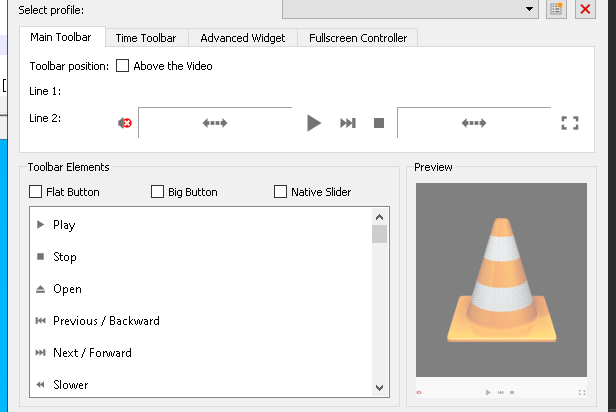 Select profile:
Main Toolbar Time Toolbar Advanced Widget Fullscreen Controller
Toolbar position: Above the Video
Line 1:
Line 2:
Toolbar Elements Preview
Flat Button Big Button Native Slider
Play
Stop
Open
Previous / Backward
Next / Forward
Slower